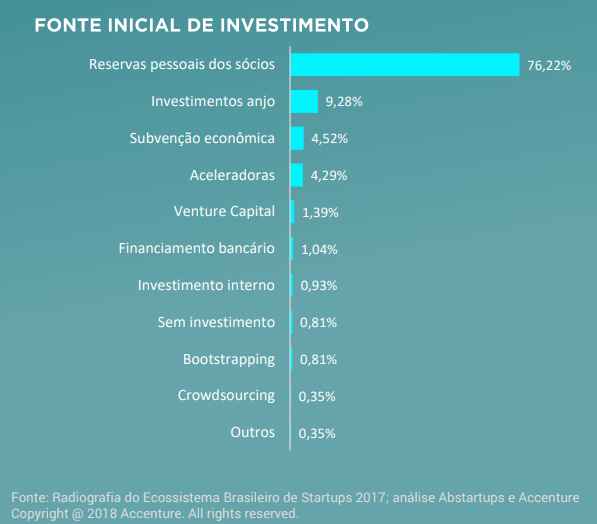 FONTE INICIAL DE INVESTIMENTO
Reservas pessoais dos sócios 76,22%
Investimentos anjo 9,28%
Subvenção econômica 4,52%
Aceleradoras 4,29%
Venture Capital 1,39%
Financiamento bancário 1,04%
Investimento interno 0,93%
Sem investimento 0,81%
Bootstrapping 0,81%
Crowdsourcing 0,35%
Outros 0,35%
Fonte: Radiografia do Ecossistema Brasileiro de Startups 2017; análise Abstartups e Accenture
Copyright @ 2018 Accenture. All rights reserved.